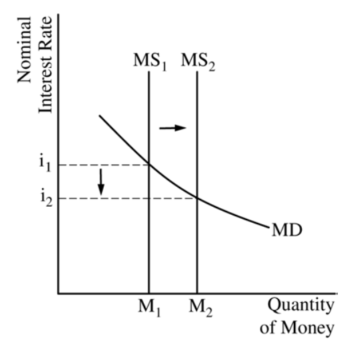 Nominal
Interest Rate
MS₁ MS₂
i₁
i₂
MD
M₁ M₂ Quantity
of Money